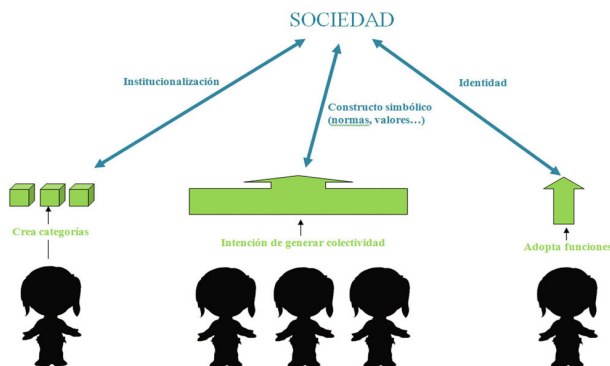 SOCIEDAD
Institucionalización
Identidad
Constructo simbólico
(normas, valores…)
Crea categorías
Intención de generar colectividad
Adopta funciones